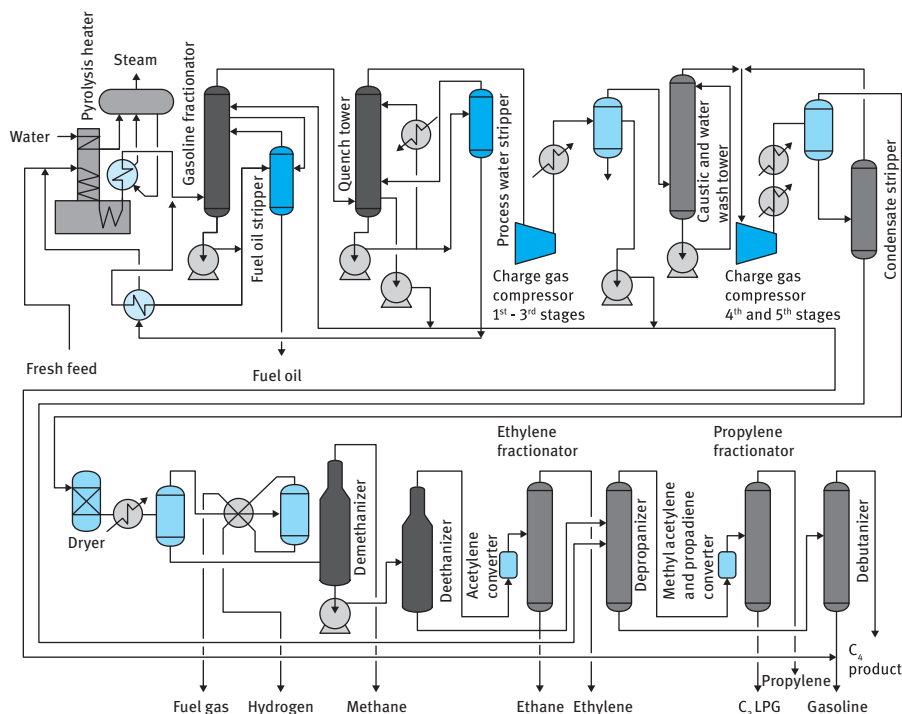 Pyrolysis heater
Steam
Water
Gasoline fractionator
Fuel oil stripper
Quench tower
Process water stripper
Caustic and water
wash tower
Condensate stripper
Charge gas
compressor
1st - 3rd stages
Charge gas
compressor
4th and 5th stages
Fresh feed
Fuel oil
Ethylene
fractionator
Propylene
fractionator
Dryer
Demethanizer
Deethanizer
Acetylene
converter
Depropanizer
Methyl acetylene
and propadiene
converter
Debutanizer
C4
product
Propylene
Fuel gas
Hydrogen
Methane
Ethane
Ethylene
C3 LPG
Gasoline